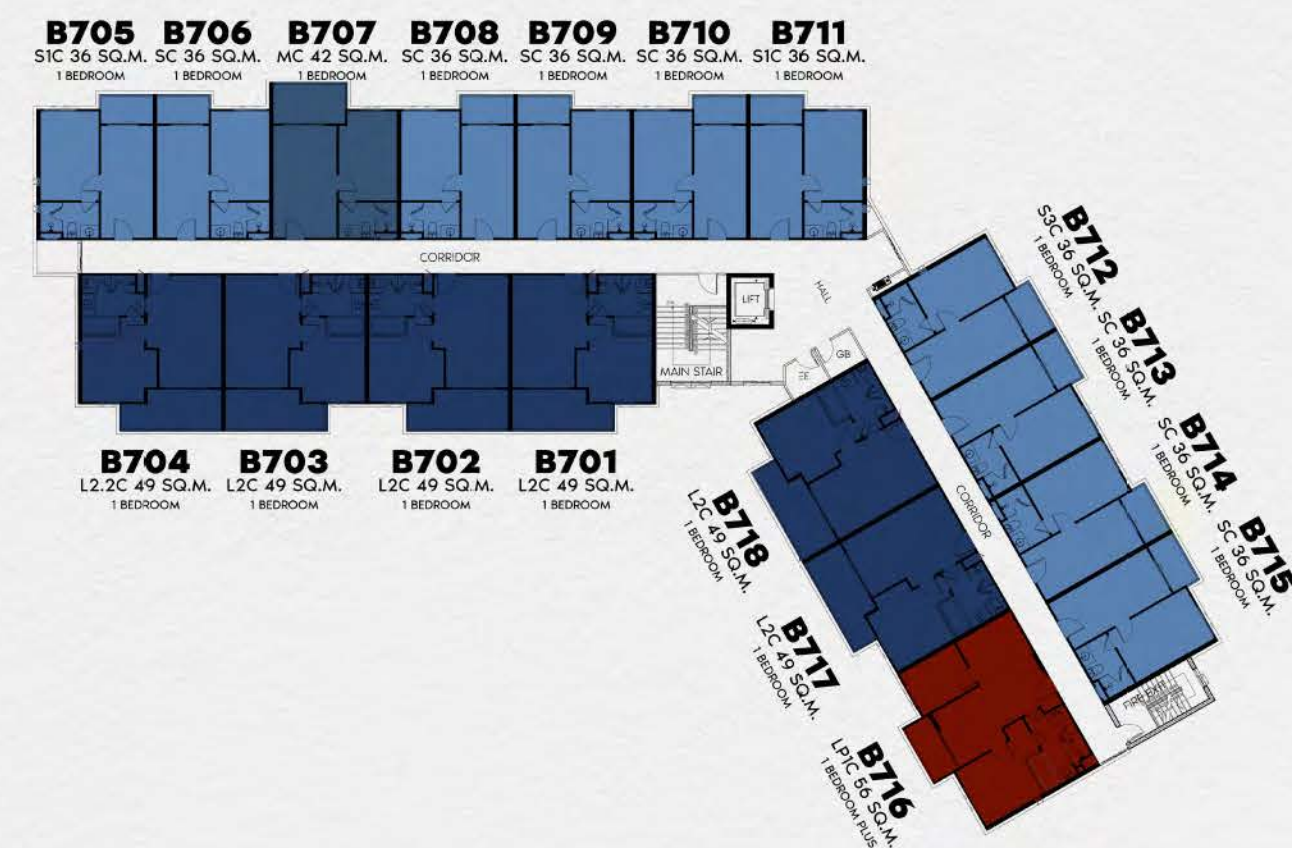 B705
S1C 36 SQ.M.
1 BEDROOM
B706
SC 36 SQ.M.
1 BEDROOM
B707
MC 42 SQ.M.
1 BEDROOM
B708
SC 36 SQ.M.
1 BEDROOM
B709
SC 36 SQ.M.
1 BEDROOM
B710
SC 36 SQ.M.
1 BEDROOM
B711
S1C 36 SQ.M.
1 BEDROOM
CORRIDOR
LIFT
HALL
MAIN STAIR
EE
GB
B712
S3C 36 SQ.M.
1 BEDROOM
B713
SC 36 SQ.M.
1 BEDROOM
B714
SC 36 SQ.M.
1 BEDROOM
B715
SC 36 SQ.M.
1 BEDROOM
B704
L2.2C 49 SQ.M.
1 BEDROOM
B703
L2C 49 SQ.M.
1 BEDROOM
B702
L2C 49 SQ.M.
1 BEDROOM
B701
L2C 49 SQ.M.
1 BEDROOM
CORRIDOR
B718
L2C 49 SQ.M.
1 BEDROOM
B717
L2C 49 SQ.M.
1 BEDROOM
B716
LP1C 56 SQ.M.
1 BEDROOM PLUS
FIRE EXIT